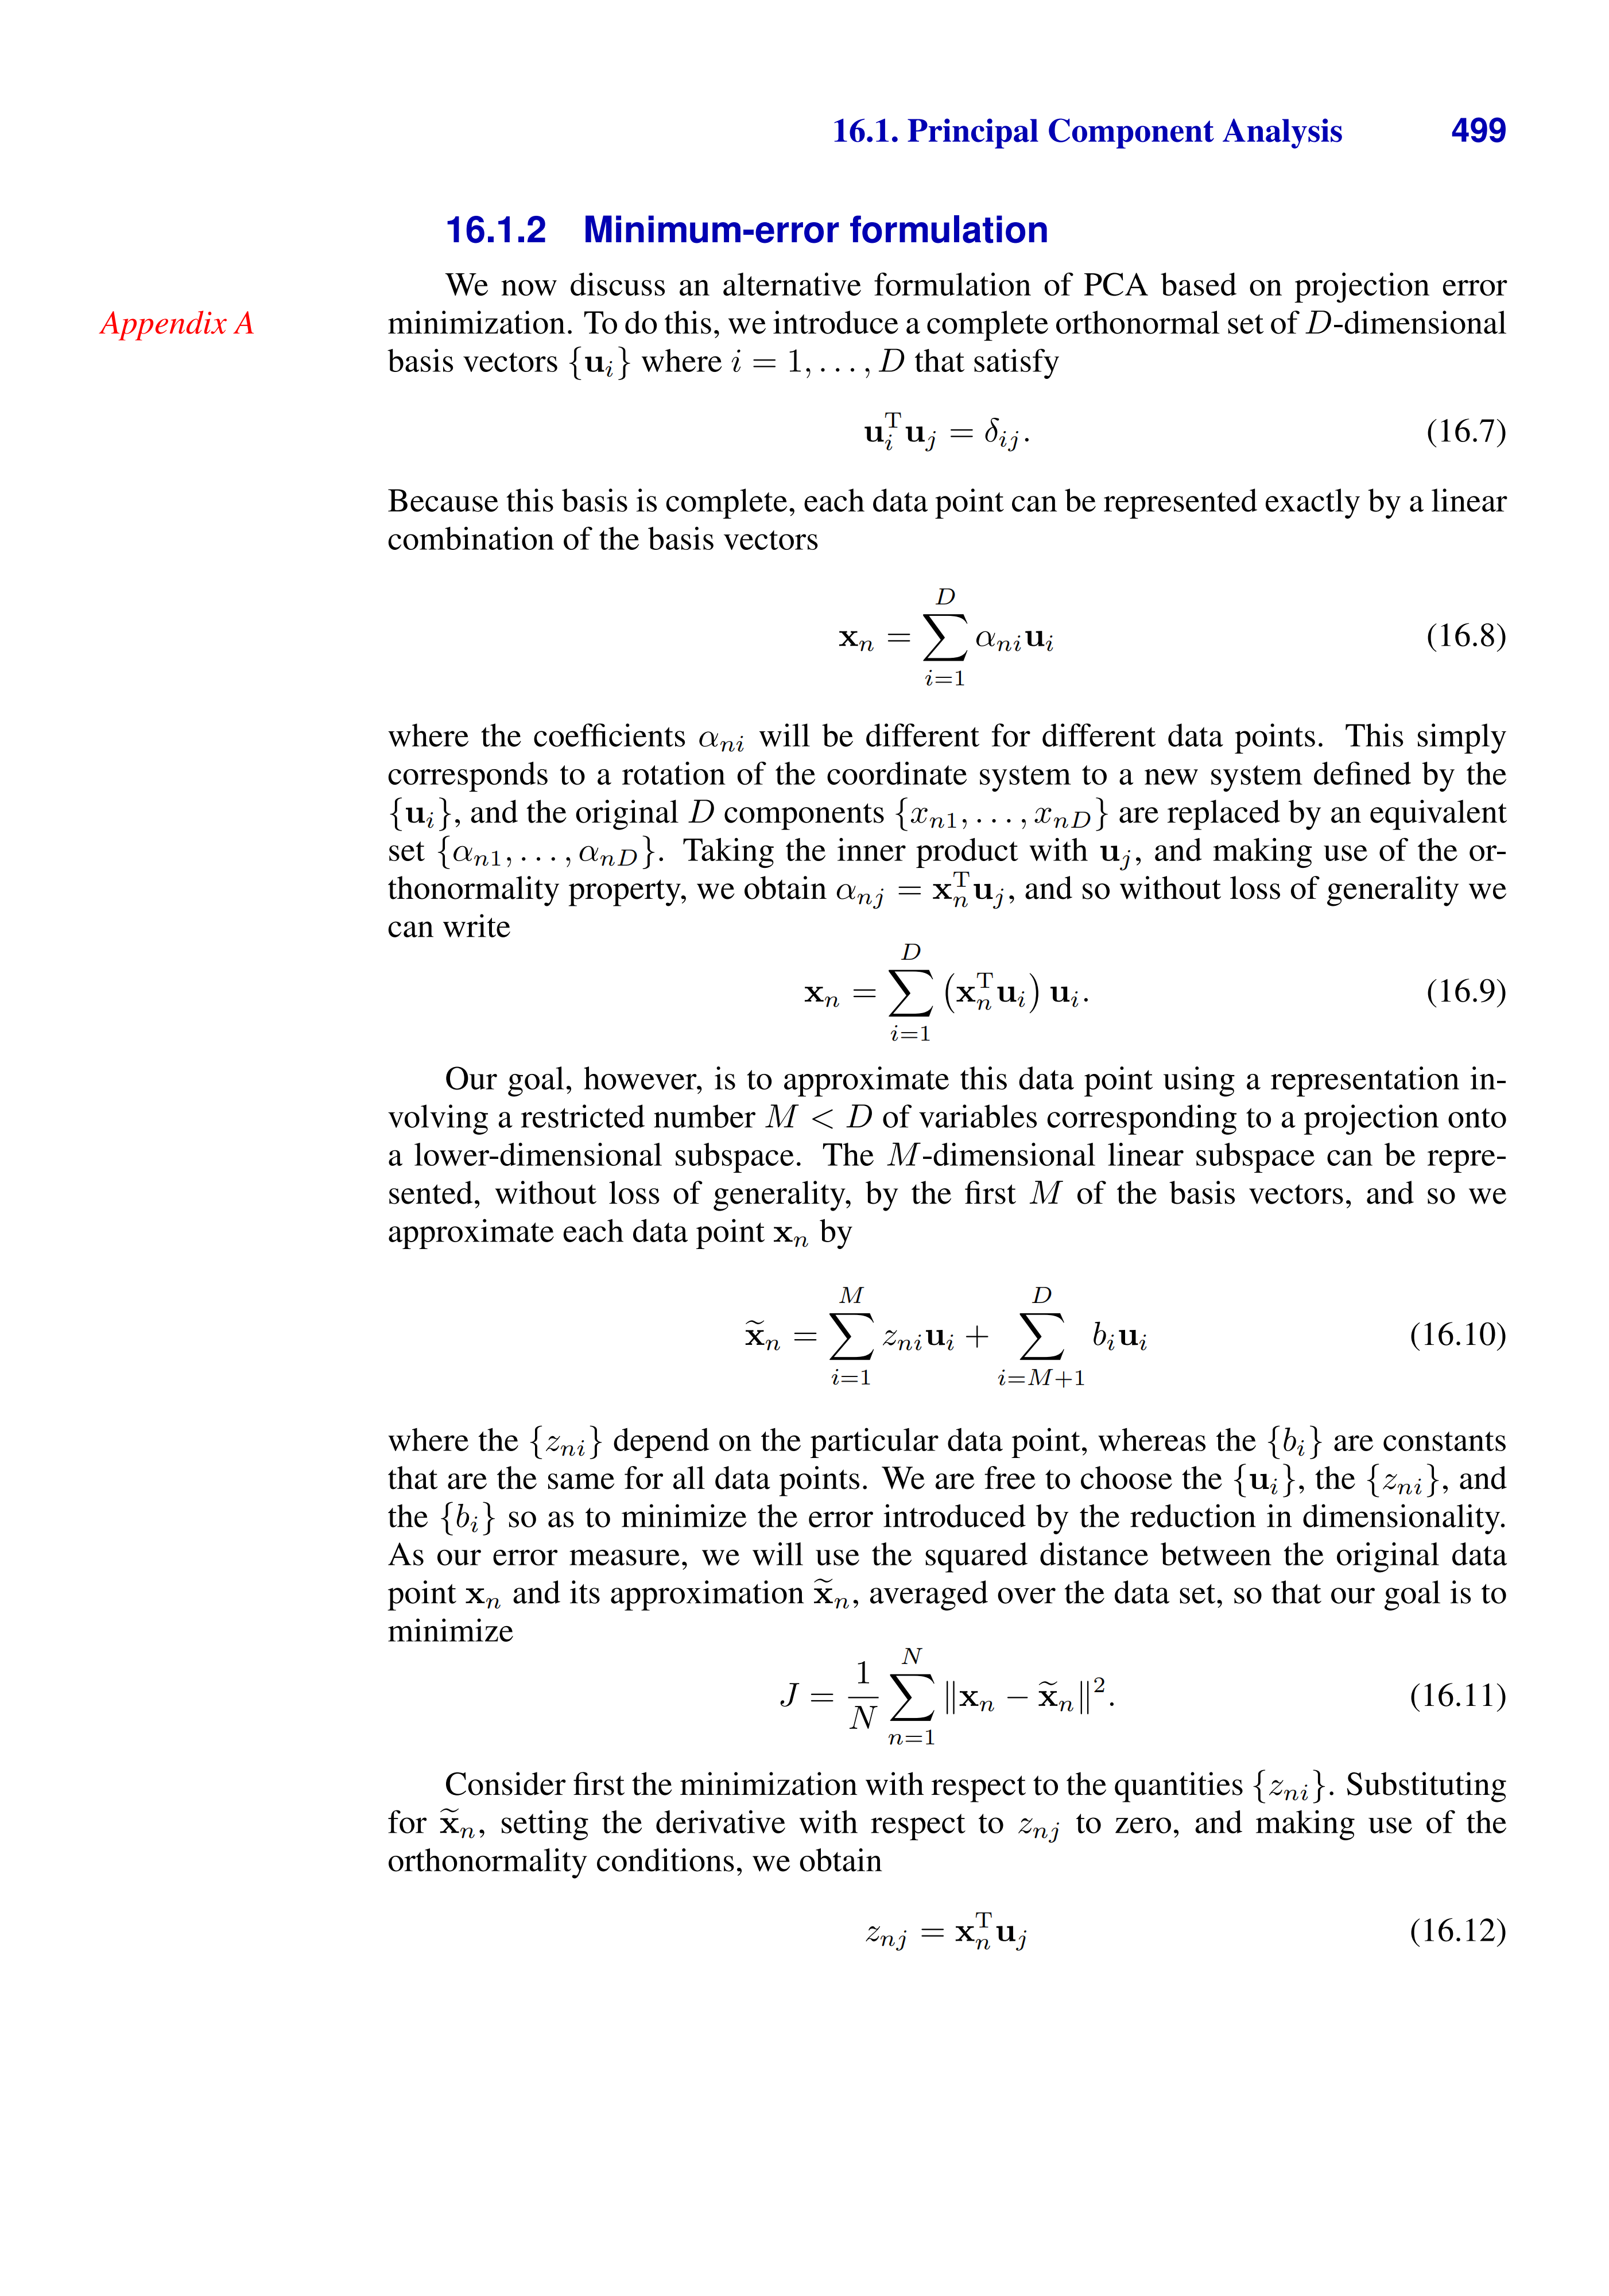 16.1. Principal Component Analysis 499
16.1.2 Minimum-error formulation
We now discuss an alternative formulation of PCA based on projection error
Appendix A
minimization. To do this, we introduce a complete orthonormal set of D-dimensional
basis vectors {uᵢ} where i = 1, . . . , D that satisfy
$\mathbf{u}_i^{\mathrm{T}}\mathbf{u}_j = \delta_{ij}.$ (16.7)
Because this basis is complete, each data point can be represented exactly by a linear
combination of the basis vectors
$\mathbf{x}_n = \sum_{i=1}^{D} \alpha_{ni}\mathbf{u}_i$ (16.8)
where the coefficients $\alpha_{ni}$ will be different for different data points. This simply
corresponds to a rotation of the coordinate system to a new system defined by the
$\{\mathbf{u}_i\}$, and the original $D$ components $\{x_{n1}, \ldots, x_{nD}\}$ are replaced by an equivalent
set $\{\alpha_{n1}, \ldots, \alpha_{nD}\}$. Taking the inner product with $\mathbf{u}_j$, and making use of the or-
thonormality property, we obtain $\alpha_{nj} = \mathbf{x}_n^{\mathrm{T}}\mathbf{u}_j$, and so without loss of generality we
can write
$\mathbf{x}_n = \sum_{i=1}^{D} \left(\mathbf{x}_n^{\mathrm{T}}\mathbf{u}_i\right)\mathbf{u}_i.$ (16.9)
Our goal, however, is to approximate this data point using a representation in-
volving a restricted number $M < D$ of variables corresponding to a projection onto
a lower-dimensional subspace. The $M$-dimensional linear subspace can be repre-
sented, without loss of generality, by the first $M$ of the basis vectors, and so we
approximate each data point $\mathbf{x}_n$ by
$\widetilde{\mathbf{x}}_n = \sum_{i=1}^{M} z_{ni}\mathbf{u}_i + \sum_{i=M+1}^{D} b_i\mathbf{u}_i$ (16.10)
where the $\{z_{ni}\}$ depend on the particular data point, whereas the $\{b_i\}$ are constants
that are the same for all data points. We are free to choose the $\{\mathbf{u}_i\}$, the $\{z_{ni}\}$, and
the $\{b_i\}$ so as to minimize the error introduced by the reduction in dimensionality.
As our error measure, we will use the squared distance between the original data
point $\mathbf{x}_n$ and its approximation $\widetilde{\mathbf{x}}_n$, averaged over the data set, so that our goal is to
minimize
$J = \frac{1}{N}\sum_{n=1}^{N} \|\mathbf{x}_n - \widetilde{\mathbf{x}}_n\|^2.$ (16.11)
Consider first the minimization with respect to the quantities $\{z_{ni}\}$. Substituting
for $\widetilde{\mathbf{x}}_n$, setting the derivative with respect to $z_{nj}$ to zero, and making use of the
orthonormality conditions, we obtain
$z_{nj} = \mathbf{x}_n^{\mathrm{T}}\mathbf{u}_j$ (16.12)